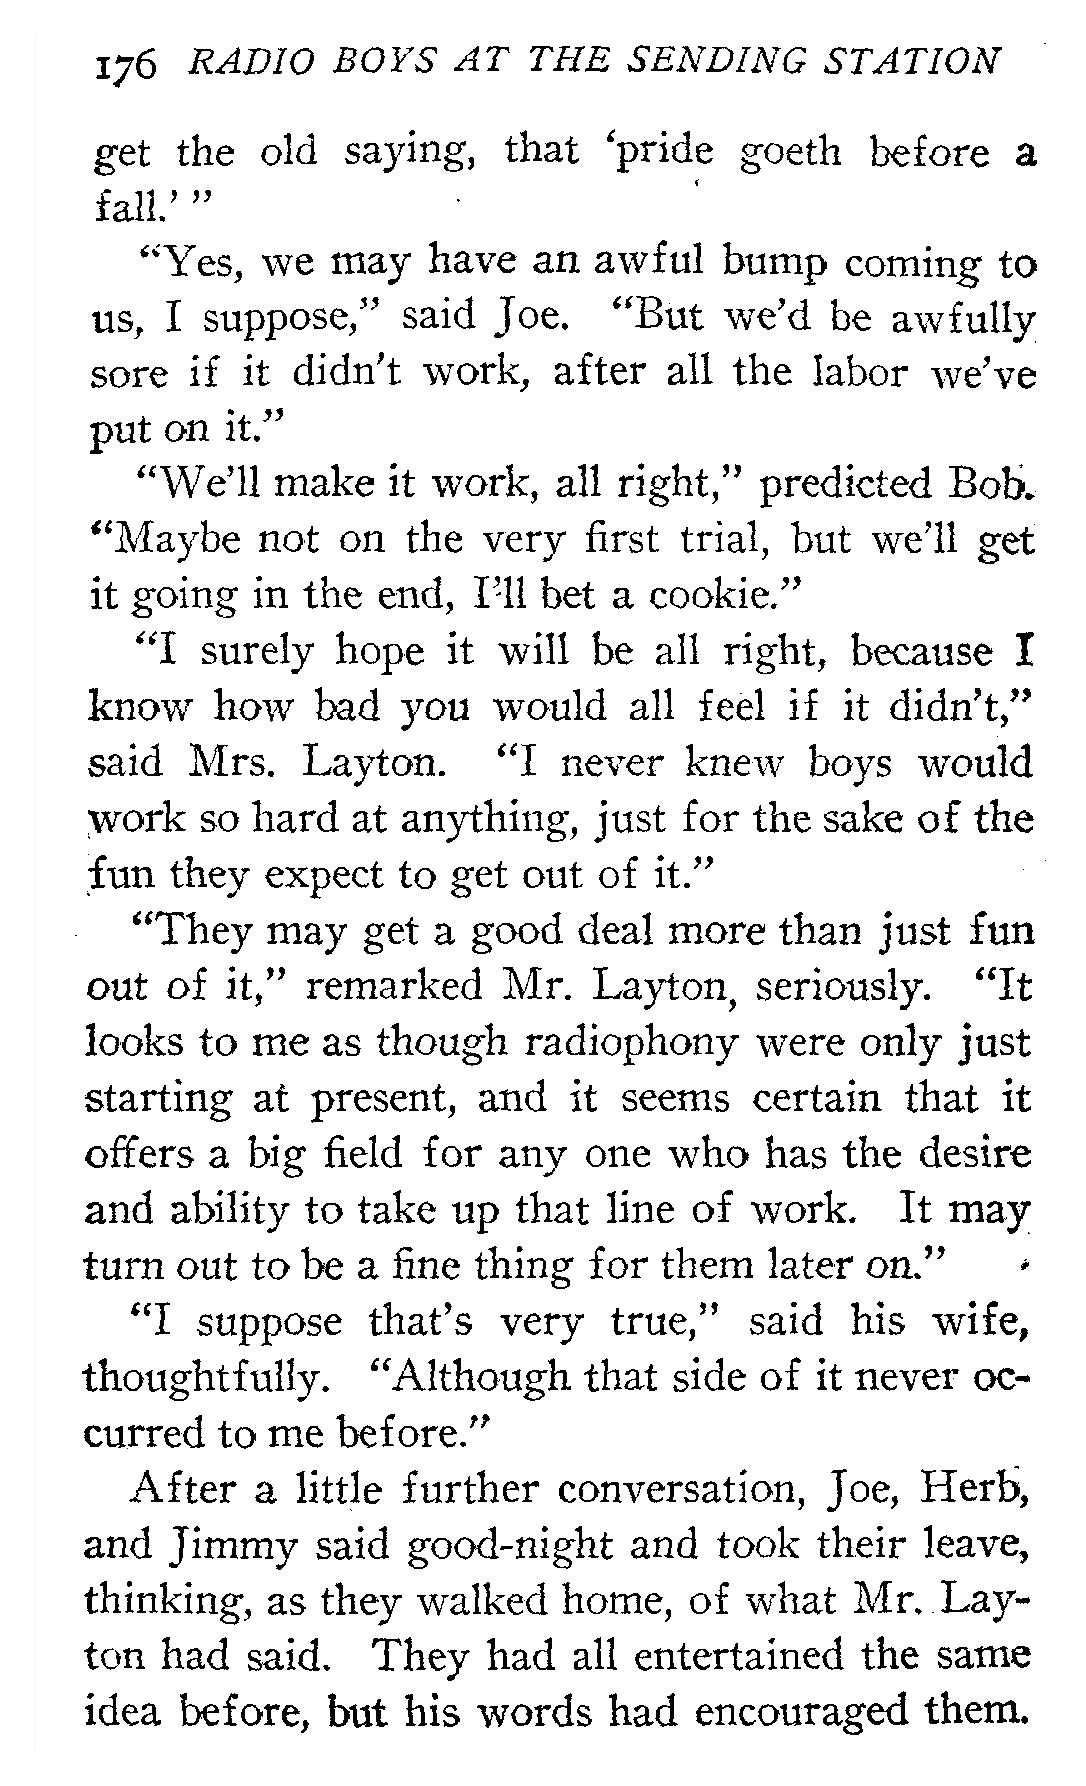 176 RADIO BOYS AT THE SENDING STATION
get the old saying, that ‘pride goeth before a
fall.’ ”
“Yes, we may have an awful bump coming to
us, I suppose,” said Joe. “But we’d be awfully
sore if it didn’t work, after all the labor we’ve
put on it.”
“We’ll make it work, all right,” predicted Bob.
“Maybe not on the very first trial, but we’ll get
it going in the end, I’ll bet a cookie.”
“I surely hope it will be all right, because I
know how bad you would all feel if it didn’t,”
said Mrs. Layton. “I never knew boys would
work so hard at anything, just for the sake of the
fun they expect to get out of it.”
“They may get a good deal more than just fun
out of it,” remarked Mr. Layton, seriously. “It
looks to me as though radiophony were only just
starting at present, and it seems certain that it
offers a big field for any one who has the desire
and ability to take up that line of work. It may
turn out to be a fine thing for them later on.”
“I suppose that’s very true,” said his wife,
thoughtfully. “Although that side of it never oc-
curred to me before.”
After a little further conversation, Joe, Herb,
and Jimmy said good-night and took their leave,
thinking, as they walked home, of what Mr. Lay-
ton had said. They had all entertained the same
idea before, but his words had encouraged them.